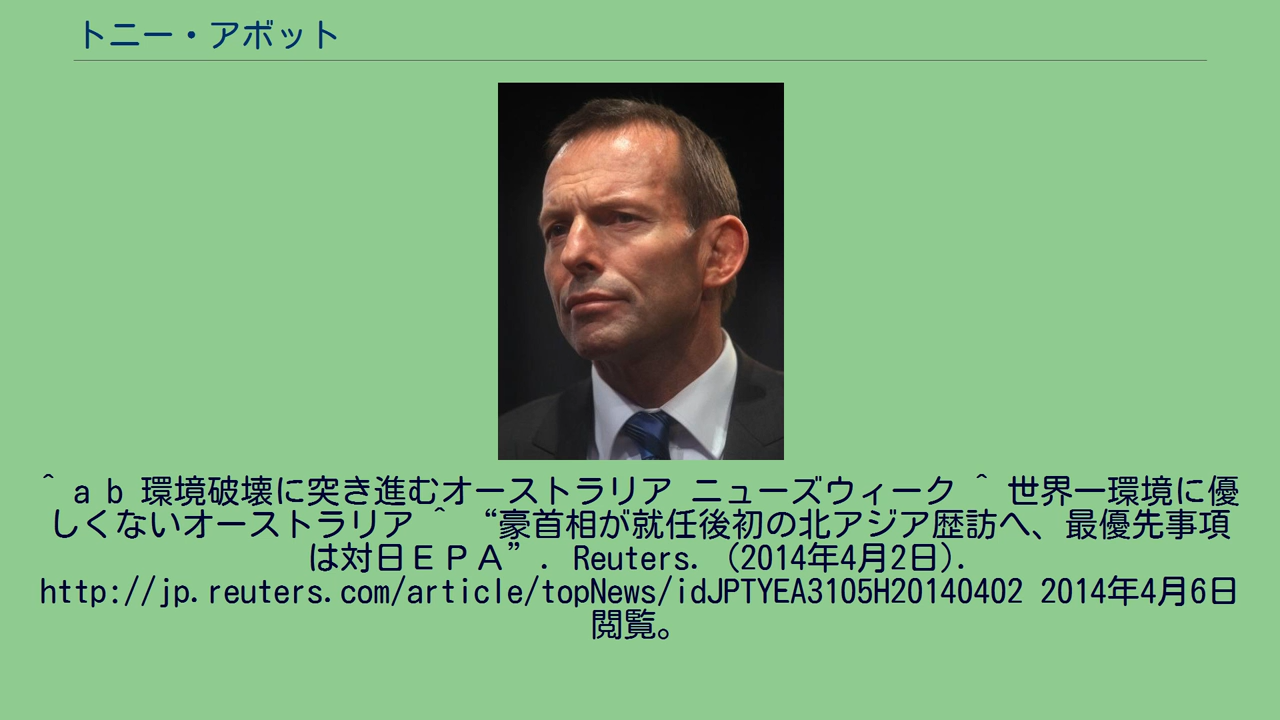 トニー・アボット
^ a b 環境破壊に突き進むオーストラリア ニューズウィーク ^ 世界一環境に優
しくないオーストラリア ^ “豪首相が就任後初の北アジア歴訪へ、最優先事項
は対日ＥＰＡ”. Reuters. (2014年4月2日).
http://jp.reuters.com/article/topNews/idJPTYEA3105H20140402 2014年4月6日
閲覧。